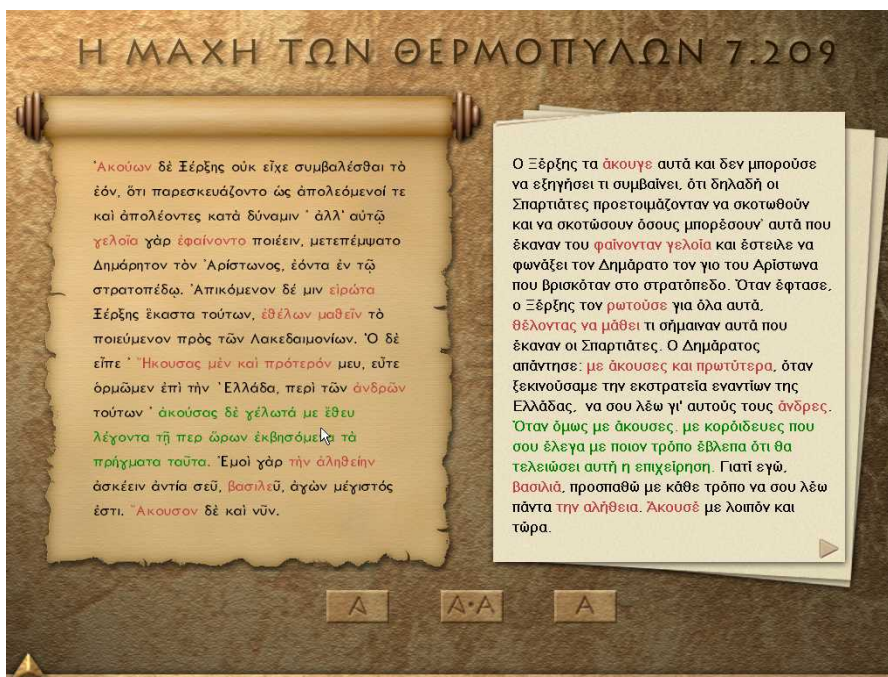 Η ΜΑΧΗ ΤΩΝ ΘΕΡΜΟΠΥΛΩΝ 7.209
Ἀκούων δὲ Ξέρξης οὐκ εἶχε συμβαλέσθαι τὸ
ἐόν, ὅτι παρεσκευάζοντο ὡς ἀπολεόμενοί τε
καὶ ἀπολέοντες κατὰ δύναμιν · ἀλλ' αὐτῷ
γελοῖα γὰρ ἐφαίνοντο ποιέειν, μετεπέμψατο
Δημάρητον τὸν Ἀρίστωνος, ἐόντα ἐν τῷ
στρατοπέδῳ. Ἀπικόμενον δέ μιν εἰρώτα
Ξέρξης ἕκαστα τούτων, ἐθέλων μαθεῖν τὸ
ποιεύμενον πρὸς τῶν Λακεδαιμονίων. Ὁ δὲ
εἶπε · Ἤκουσας μὲν καὶ πρότερόν μευ, εὖτε
ὁρμῶμεν ἐπὶ τὴν Ἑλλάδα, περὶ τῶν ἀνδρῶν
τούτων · ἀκούσας δὲ γέλωτά με ἔθευ
λέγοντα τῇ περ ὥρων ἐκβησόμενα τὰ
πρήγματα ταῦτα. Ἐμοὶ γὰρ τὴν ἀληθείην
ἀσκέειν ἀντία σεῦ, βασιλεῦ, ἀγὼν μέγιστός
ἐστι. Ἄκουσον δὲ καὶ νῦν.
Ο Ξέρξης τα άκουγε αυτά και δεν μπορούσε
να εξηγήσει τι συμβαίνει, ότι δηλαδή οι
Σπαρτιάτες προετοιμάζονταν να σκοτωθούν
και να σκοτώσουν όσους μπορέσουν· αυτά που
έκαναν του φαίνονταν γελοία και έστειλε να
φωνάξει τον Δημάρατο τον γιο του Αρίστωνα
που βρισκόταν στο στρατόπεδο. Όταν έφτασε,
ο Ξέρξης τον ρωτούσε για όλα αυτά,
θέλοντας να μάθει τι σήμαιναν αυτά που
έκαναν οι Σπαρτιάτες. Ο Δημάρατος
απάντησε: με άκουσες και πρωτύτερα, όταν
ξεκινούσαμε την εκστρατεία εναντίων της
Ελλάδας, να σου λέω γι' αυτούς τους άνδρες.
Όταν όμως με άκουσες, με κορόιδευες που
σου έλεγα με ποιον τρόπο έβλεπα ότι θα
τελειώσει αυτή η επιχείρηση. Γιατί εγώ,
βασιλιά, προσπαθώ με κάθε τρόπο να σου λέω
πάντα την αλήθεια. Άκουσέ με λοιπόν και
τώρα.
Α Α·Α Α